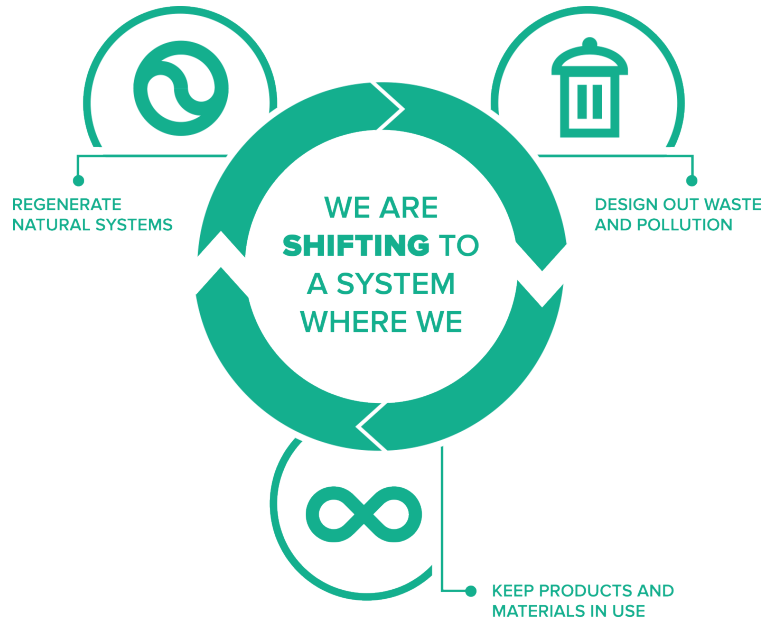 WE ARE
SHIFTING TO
A SYSTEM
WHERE WE
REGENERATE
NATURAL SYSTEMS
DESIGN OUT WASTE
AND POLLUTION
KEEP PRODUCTS AND
MATERIALS IN USE